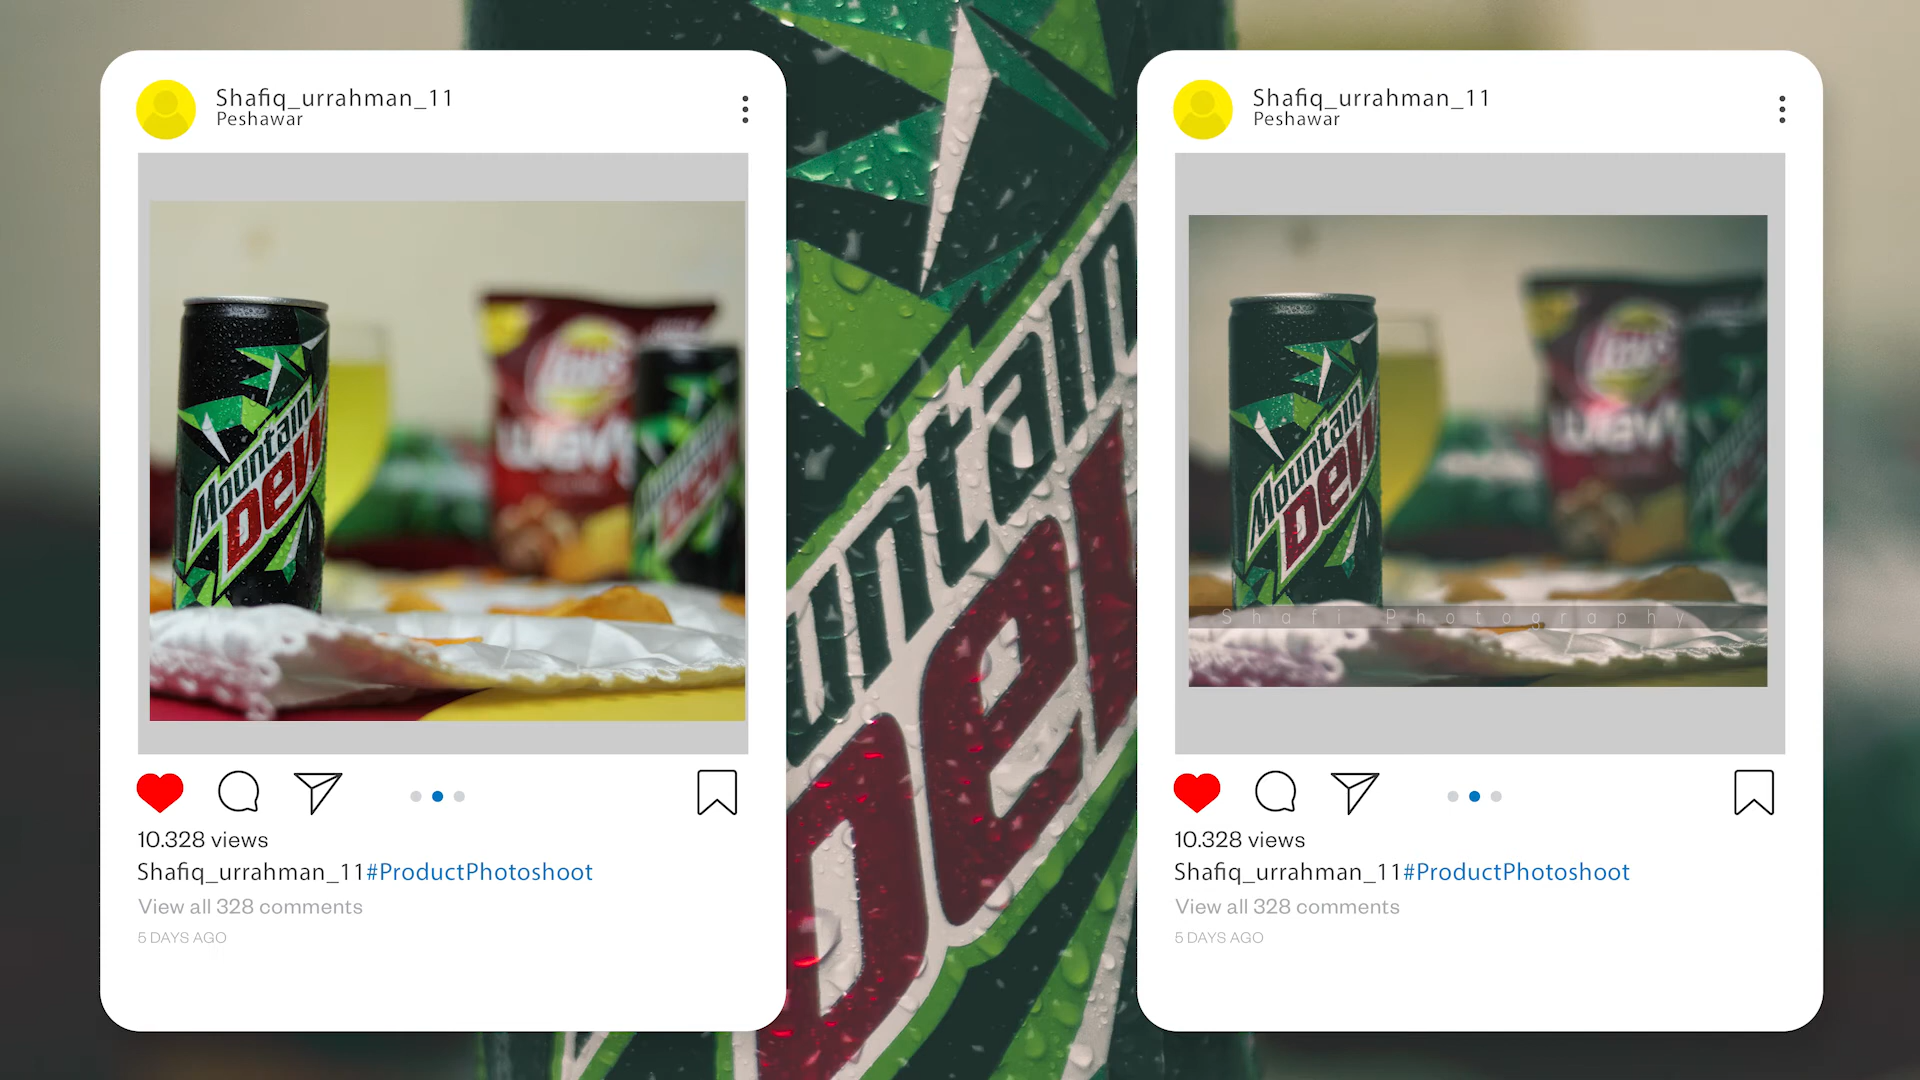 Shafiq_urrahman_11
Peshawar
Mountain
Dew
Lay's
wavy
Mountain
10.328 views
Shafiq_urrahman_11#ProductPhotoshoot
View all 328 comments
5 DAYS AGO
untain
Dew
Shafiq_urrahman_11
Peshawar
Mountain
Dew
Lay's
wavy
Shafi Photography
10.328 views
Shafiq_urrahman_11#ProductPhotoshoot
View all 328 comments
5 DAYS AGO